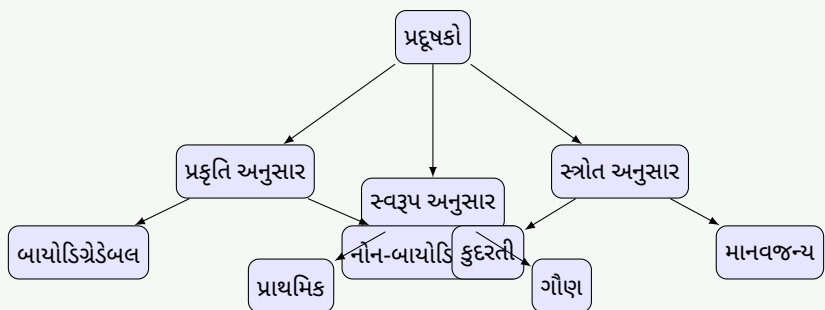 પ્રદૂષકો
પ્રકૃતિ અનુસાર
સ્વરૂપ અનુસાર
સ્ત્રોત અનુસાર
બાયોડિગ્રેડેબલ
નોન-બાયોડિ
કુદરતી
માનવજન્ય
પ્રાથમિક
ગૌણ